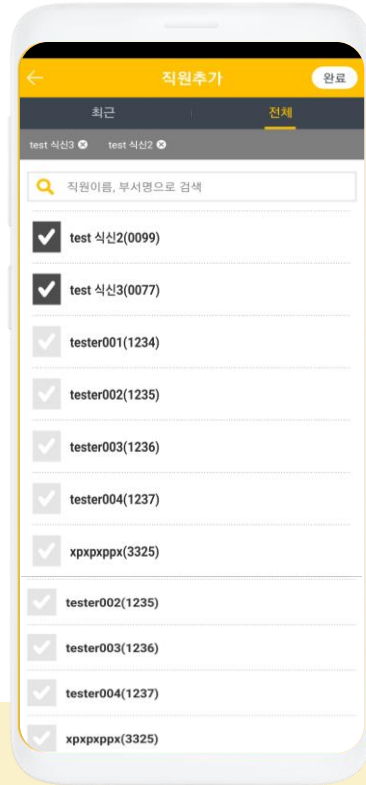 직원추가
완료
최근 전체
test 식신3 test 식신2
직원이름, 부서명으로 검색
test 식신2(0099)
test 식신3(0077)
tester001(1234)
tester002(1235)
tester003(1236)
tester004(1237)
xpxpxppx(3325)
tester002(1235)
tester003(1236)
tester004(1237)
xpxpxppx(3325)